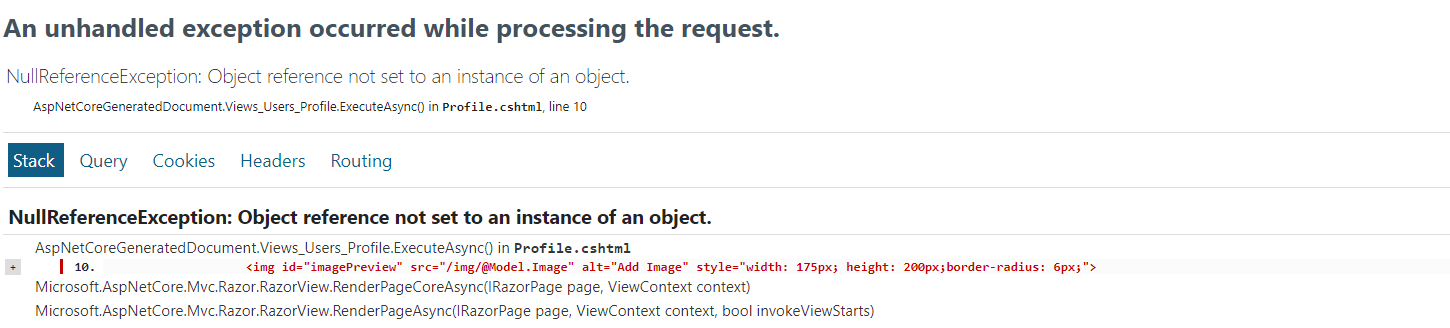 An unhandled exception occurred while processing the request.
NullReferenceException: Object reference not set to an instance of an object.
AspNetCoreGeneratedDocument.Views_Users_Profile.ExecuteAsync() in Profile.cshtml, line 10
Stack Query Cookies Headers Routing
NullReferenceException: Object reference not set to an instance of an object.
AspNetCoreGeneratedDocument.Views_Users_Profile.ExecuteAsync() in Profile.cshtml
+ 10. <img id="imagePreview" src="/img/@Model.Image" alt="Add Image" style="width: 175px; height: 200px;border-radius: 6px;">
Microsoft.AspNetCore.Mvc.Razor.RazorView.RenderPageCoreAsync(IRazorPage page, ViewContext context)
Microsoft.AspNetCore.Mvc.Razor.RazorView.RenderPageAsync(IRazorPage page, ViewContext context, bool invokeViewStarts)